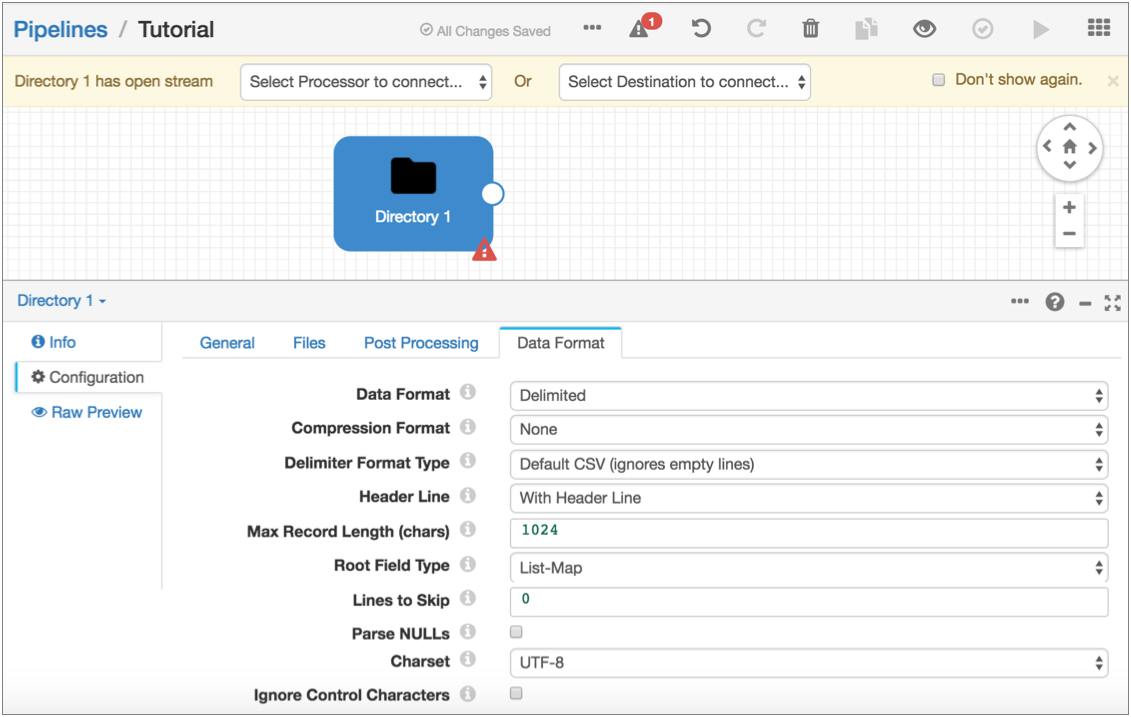 Pipelines / Tutorial
All Changes Saved
1
Directory 1 has open stream
Select Processor to connect...
Or
Select Destination to connect...
Don't show again.
Directory 1
Directory 1
Info
Configuration
Raw Preview
General
Files
Post Processing
Data Format
Data Format
Delimited
Compression Format
None
Delimiter Format Type
Default CSV (ignores empty lines)
Header Line
With Header Line
Max Record Length (chars)
1024
Root Field Type
List-Map
Lines to Skip
0
Parse NULLs
Charset
UTF-8
Ignore Control Characters